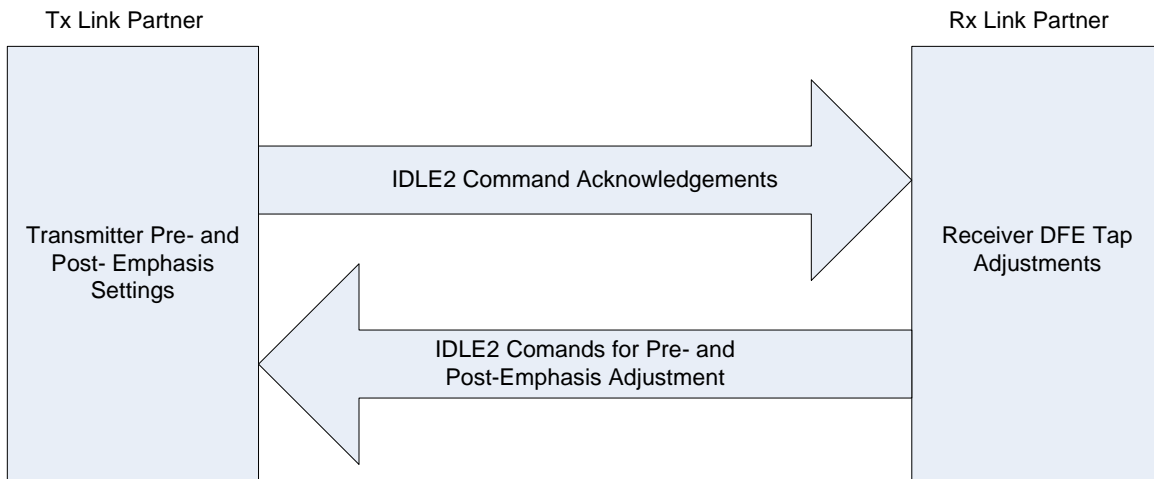 Tx Link Partner
Rx Link Partner
IDLE2 Command Acknowledgements
Transmitter Pre- and
Post- Emphasis
Settings
Receiver DFE Tap
Adjustments
IDLE2 Comands for Pre- and
Post-Emphasis Adjustment